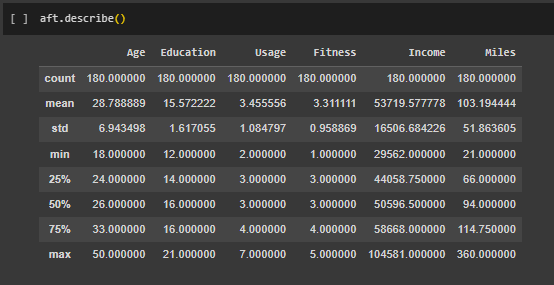 [ ] aft.describe()
Age Education Usage Fitness Income Miles
count 180.000000 180.000000 180.000000 180.000000 180.000000 180.000000
mean 28.788889 15.572222 3.455556 3.311111 53719.577778 103.194444
std 6.943498 1.617055 1.084797 0.958869 16506.684226 51.863605
min 18.000000 12.000000 2.000000 1.000000 29562.000000 21.000000
25% 24.000000 14.000000 3.000000 3.000000 44058.750000 66.000000
50% 26.000000 16.000000 3.000000 3.000000 50596.500000 94.000000
75% 33.000000 16.000000 4.000000 4.000000 58668.000000 114.750000
max 50.000000 21.000000 7.000000 5.000000 104581.000000 360.000000